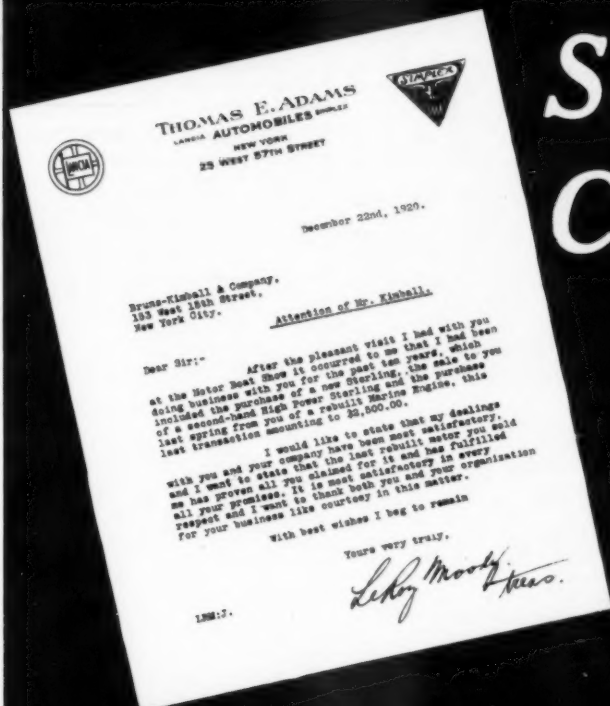 S
C
THOMAS E. ADAMS
LANCIA AUTOMOBILES SIMPLEX
NEW YORK
23 WEST 57TH STREET
LANCIA
SIMPLEX
December 22nd, 1920.
Bruns-Kimball & Company,
153 West 15th Street,
New York City.
Attention of Mr. Kimball.
Dear Sir:-
After the pleasant visit I had with you
at the Motor Boat Show it occurred to me that I had been
doing business with you for the past ten years, which
included the purchase of a new Sterling, the sale to you
of a second-hand High Power Sterling and the purchase
last spring from you of a rebuilt Marine Engine, this
last transaction amounting to $2,500.00.
I would like to state that my dealings
with you and your company have been most satisfactory,
and I want to state that the last rebuilt motor you sold
me has proven all you claimed for it and has fulfilled
all your promises. It is most satisfactory in every
respect and I want to thank both you and your organization
for your business like courtesy in this matter.
With best wishes I beg to remain
Yours very truly,
LeRoy Moody
treas.
LRM:J.